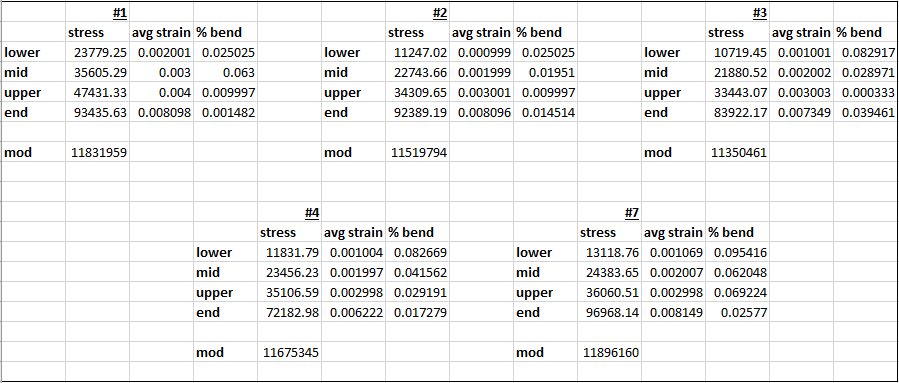 #1 #2 #3
stress avg strain % bend stress avg strain % bend stress avg strain % bend
lower 23779.25 0.002001 0.025025 lower 11247.02 0.000999 0.025025 lower 10719.45 0.001001 0.082917
mid 35605.29 0.003 0.063 mid 22743.66 0.001999 0.01951 mid 21880.52 0.002002 0.028971
upper 47431.33 0.004 0.009997 upper 34309.65 0.003001 0.009997 upper 33443.07 0.003003 0.000333
end 93435.63 0.008098 0.001482 end 92389.19 0.008096 0.014514 end 83922.17 0.007349 0.039461
mod 11831959 mod 11519794 mod 11350461
#4 #7
stress avg strain % bend stress avg strain % bend
lower 11831.79 0.001004 0.082669 lower 13118.76 0.001069 0.095416
mid 23456.23 0.001997 0.041562 mid 24383.65 0.002007 0.062048
upper 35106.59 0.002998 0.029191 upper 36060.51 0.002998 0.069224
end 72182.98 0.006222 0.017279 end 96968.14 0.008149 0.02577
mod 11675345 mod 11896160